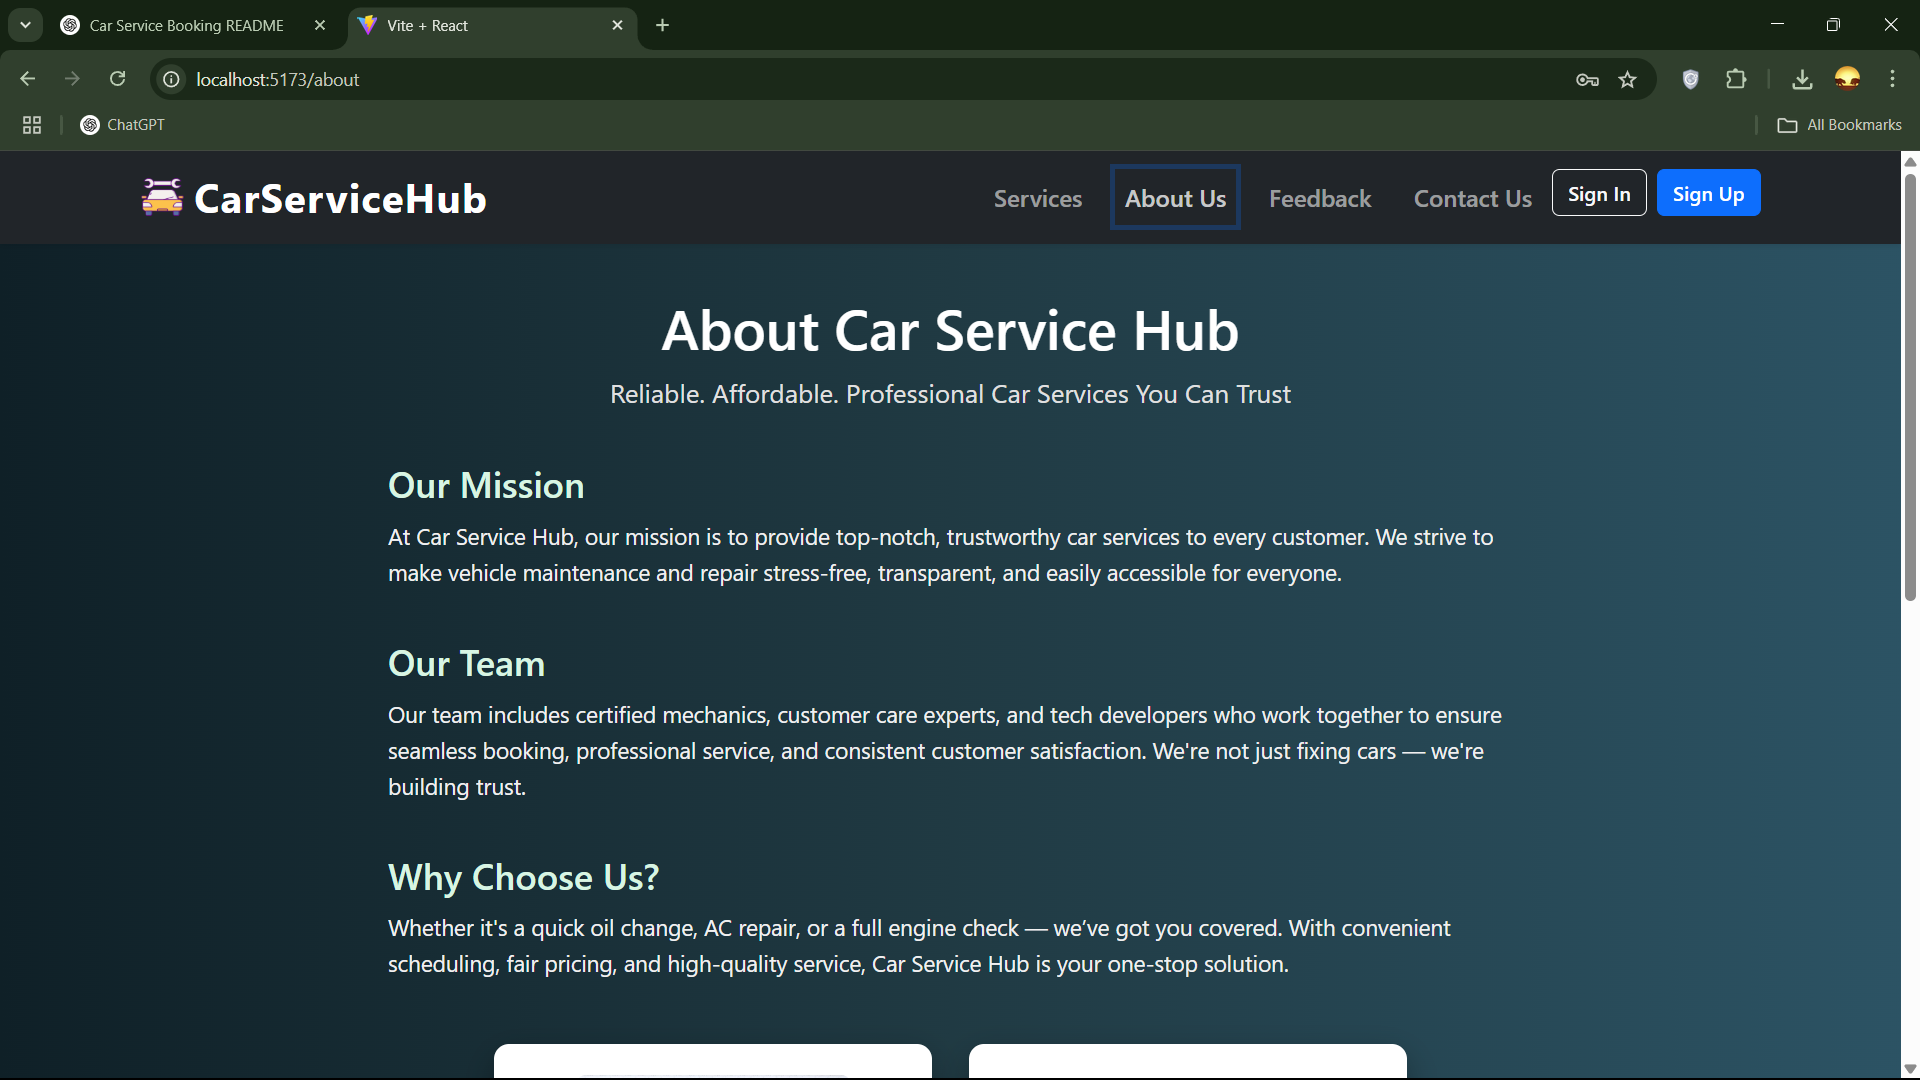 Car Service Booking README
Vite + React
localhost:5173/about
ChatGPT
All Bookmarks
CarServiceHub
Services
About Us
Feedback
Contact Us
Sign In
Sign Up
About Car Service Hub
Reliable. Affordable. Professional Car Services You Can Trust
Our Mission
At Car Service Hub, our mission is to provide top-notch, trustworthy car services to every customer. We strive to
make vehicle maintenance and repair stress-free, transparent, and easily accessible for everyone.
Our Team
Our team includes certified mechanics, customer care experts, and tech developers who work together to ensure
seamless booking, professional service, and consistent customer satisfaction. We're not just fixing cars — we're
building trust.
Why Choose Us?
Whether it's a quick oil change, AC repair, or a full engine check — we’ve got you covered. With convenient
scheduling, fair pricing, and high-quality service, Car Service Hub is your one-stop solution.